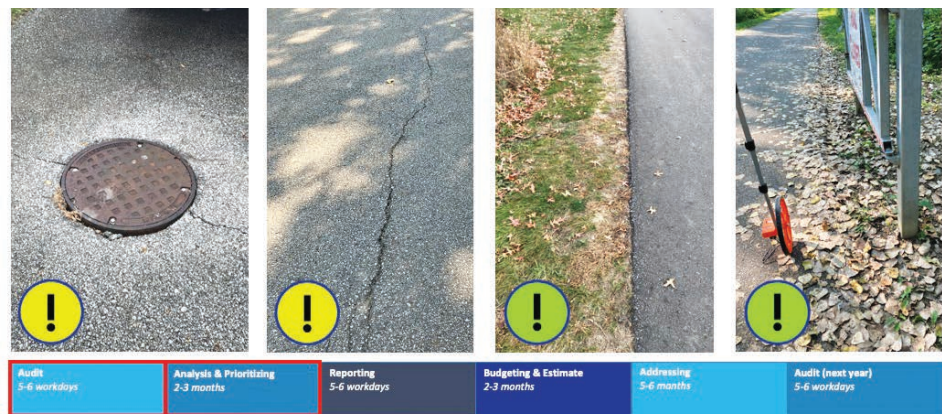 !
!
!
!
Audit
5-6 workdays
Analysis & Prioritizing
2-3 months
Reporting
5-6 workdays
Budgeting & Estimate
2-3 months
Addressing
5-6 months
Audit (next year)
5-6 workdays